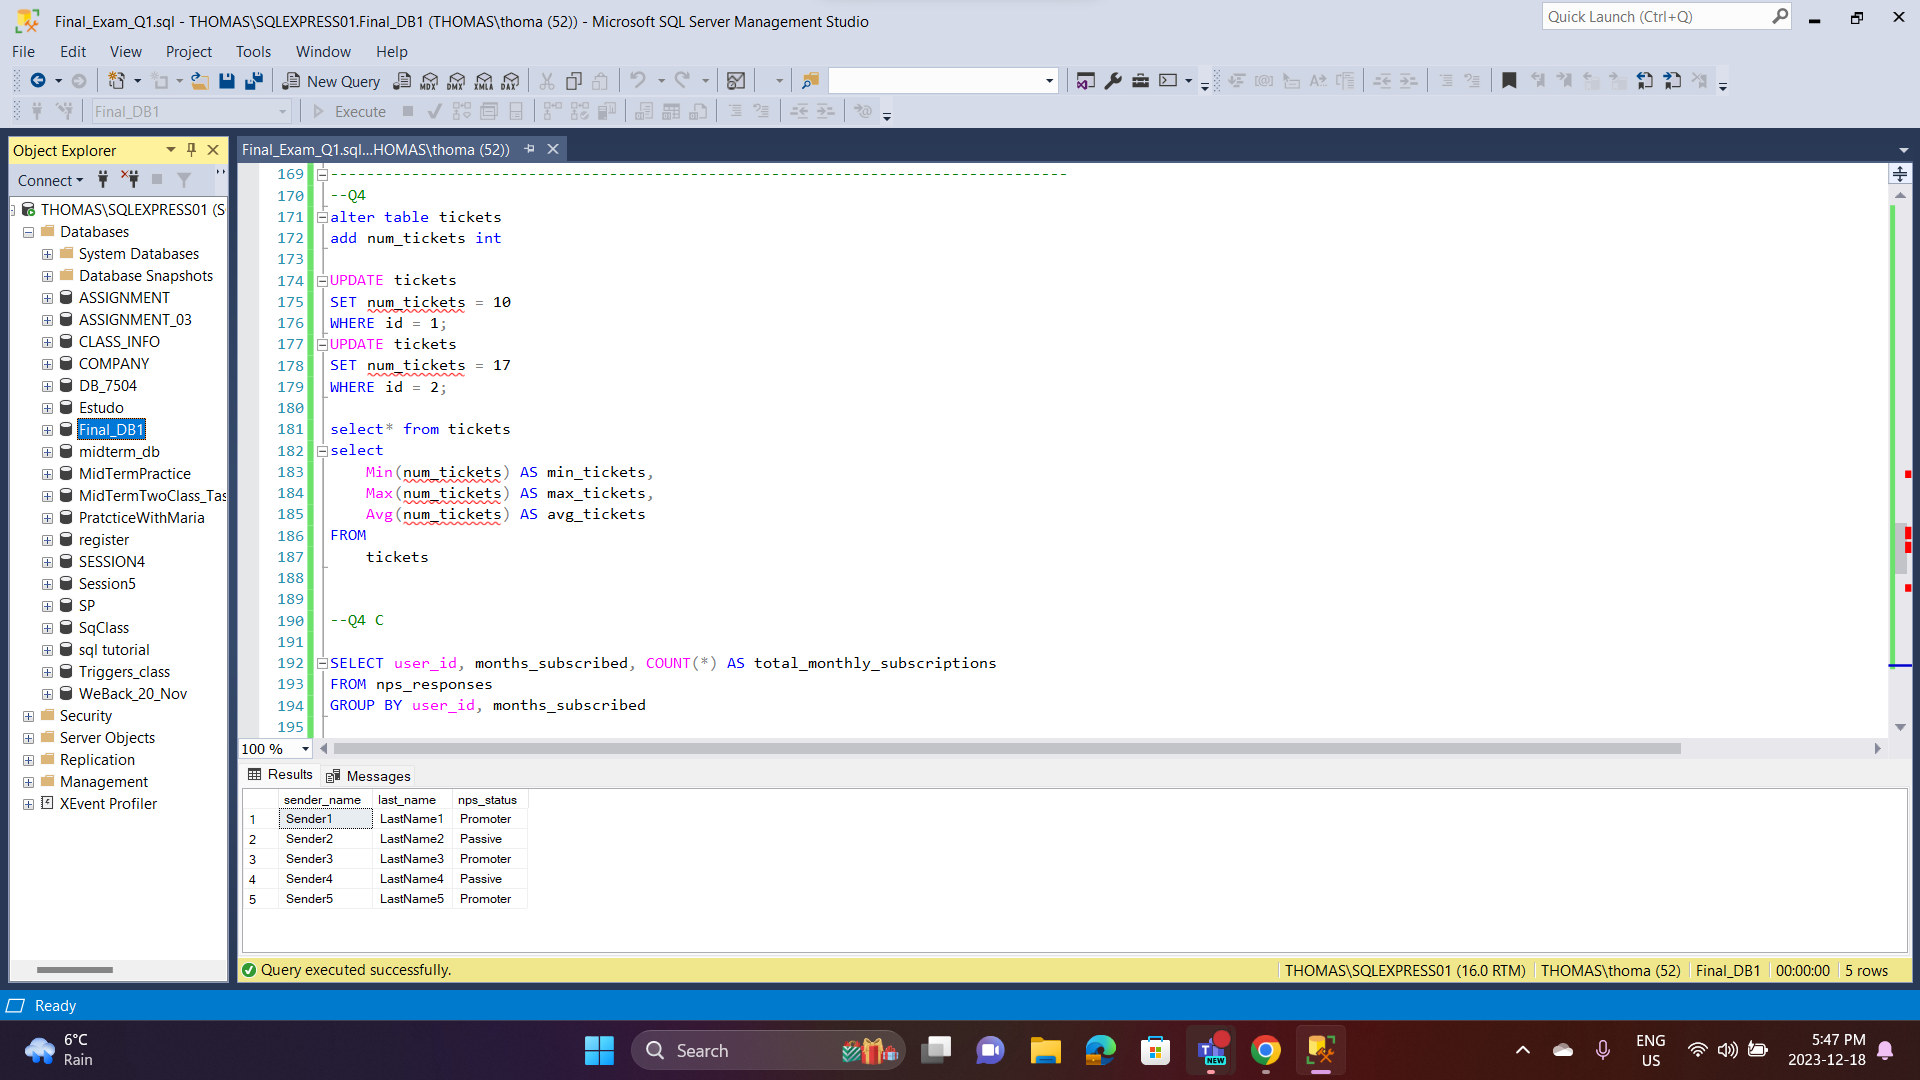 Final_Exam_Q1.sql - THOMAS\SQLEXPRESS01.Final_DB1 (THOMAS\thoma (52)) - Microsoft SQL Server Management Studio
Quick Launch (Ctrl+Q)
File Edit View Project Tools Window Help
New Query MDX DMX XMLA DAX
Final_DB1 Execute
Object Explorer
Connect
THOMAS\SQLEXPRESS01 (S
Databases
System Databases
Database Snapshots
ASSIGNMENT
ASSIGNMENT_03
CLASS_INFO
COMPANY
DB_7504
Estudo
Final_DB1
midterm_db
MidTermPractice
MidTermTwoClass_Tas
PratcticeWithMaria
register
SESSION4
Session5
SP
SqClass
sql tutorial
Triggers_class
WeBack_20_Nov
Security
Server Objects
Replication
Management
XEvent Profiler
Final_Exam_Q1.sql...HOMAS\thoma (52))
169 ----------------------------------------------------------------------------------
170 --Q4
171 alter table tickets
172 add num_tickets int
173
174 UPDATE tickets
175 SET num_tickets = 10
176 WHERE id = 1;
177 UPDATE tickets
178 SET num_tickets = 17
179 WHERE id = 2;
180
181 select* from tickets
182 select
183 Min(num_tickets) AS min_tickets,
184 Max(num_tickets) AS max_tickets,
185 Avg(num_tickets) AS avg_tickets
186 FROM
187 tickets
188
189
190 --Q4 C
191
192 SELECT user_id, months_subscribed, COUNT(*) AS total_monthly_subscriptions
193 FROM nps_responses
194 GROUP BY user_id, months_subscribed
195
100 %
Results Messages
sender_name last_name nps_status
1 Sender1 LastName1 Promoter
2 Sender2 LastName2 Passive
3 Sender3 LastName3 Promoter
4 Sender4 LastName4 Passive
5 Sender5 LastName5 Promoter
Query executed successfully. THOMAS\SQLEXPRESS01 (16.0 RTM) THOMAS\thoma (52) Final_DB1 00:00:00 5 rows
Ready
6°C
Rain
Search
NEW
ENG
US
5:47 PM
2023-12-18